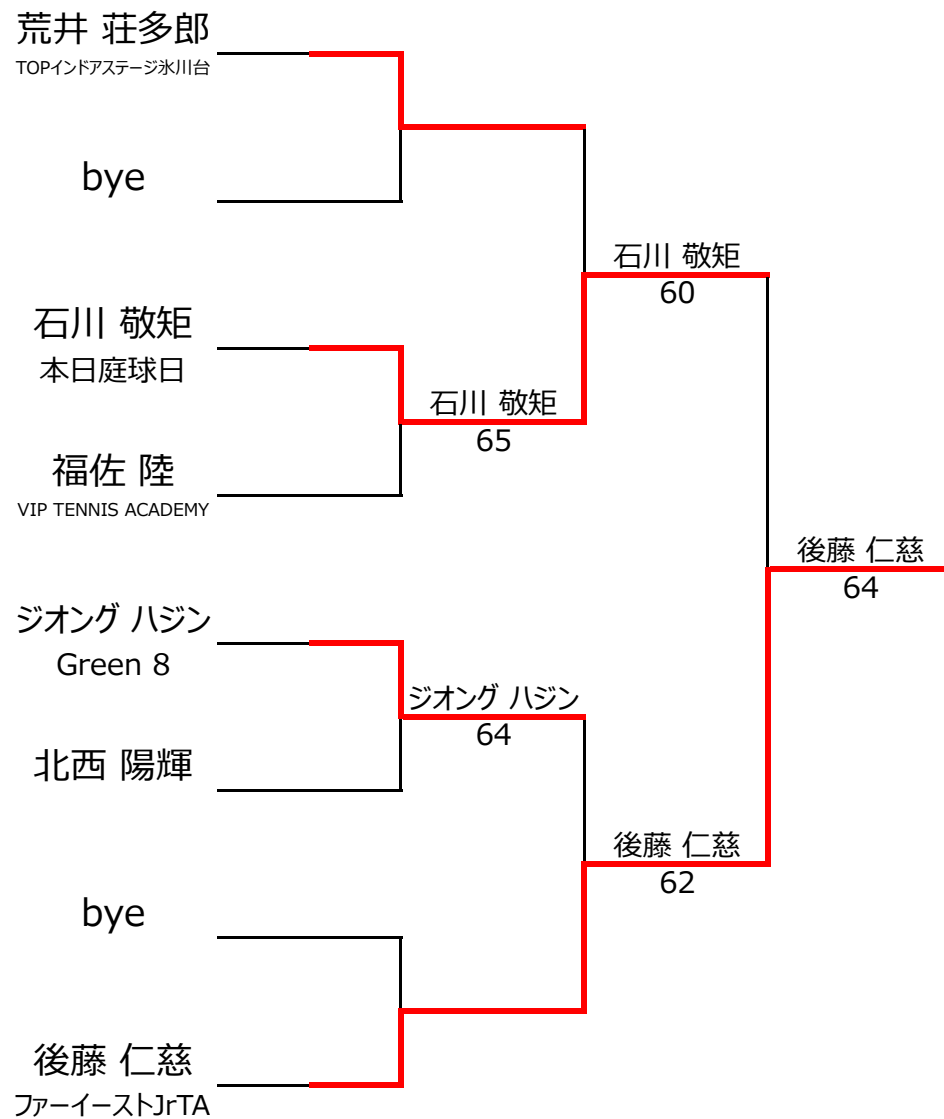 荒井 荘多郎
TOPインドアステージ氷川台
bye
石川 敬矩
60
石川 敬矩
本日庭球日
石川 敬矩
65
福佐 陸
VIP TENNIS ACADEMY
後藤 仁慈
64
ジオング ハジン
Green 8
ジオング ハジン
64
北西 陽輝
後藤 仁慈
62
bye
後藤 仁慈
ファーイーストJrTA